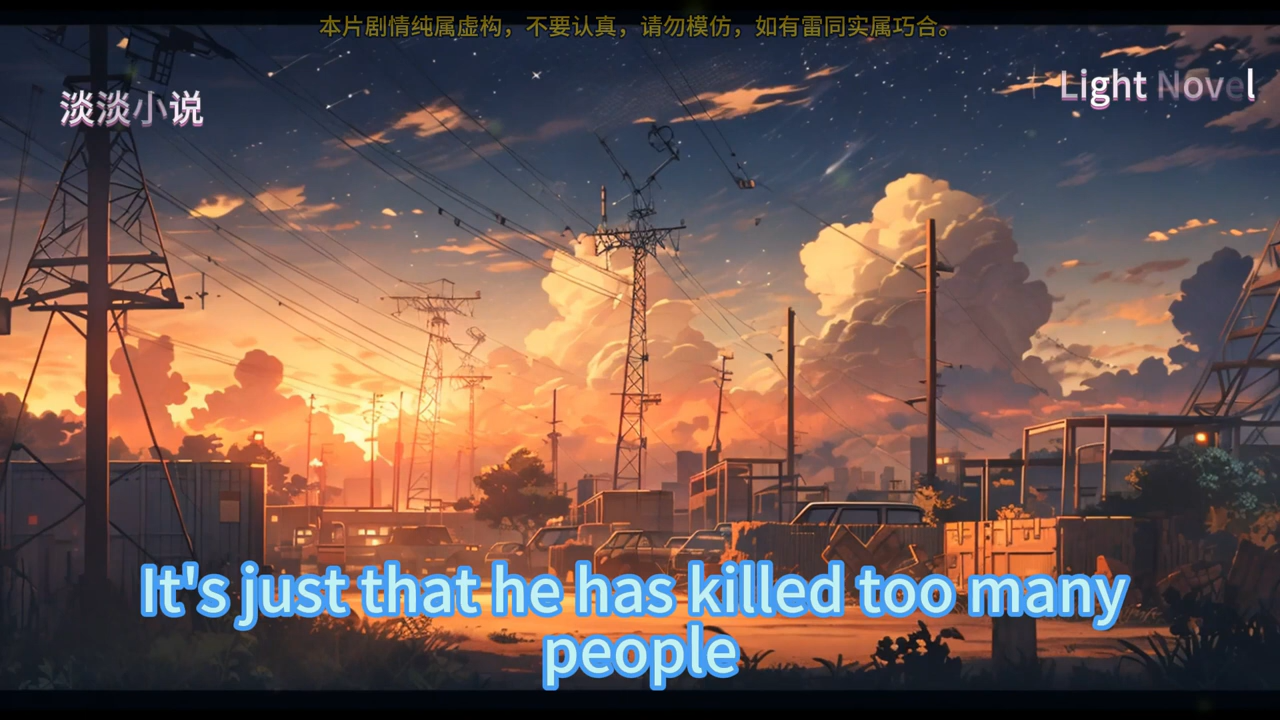 本片剧情纯属虚构，不要认真，请勿模仿，如有雷同实属巧合。
淡淡小说
Light Novel
It's just that he has killed too many
people